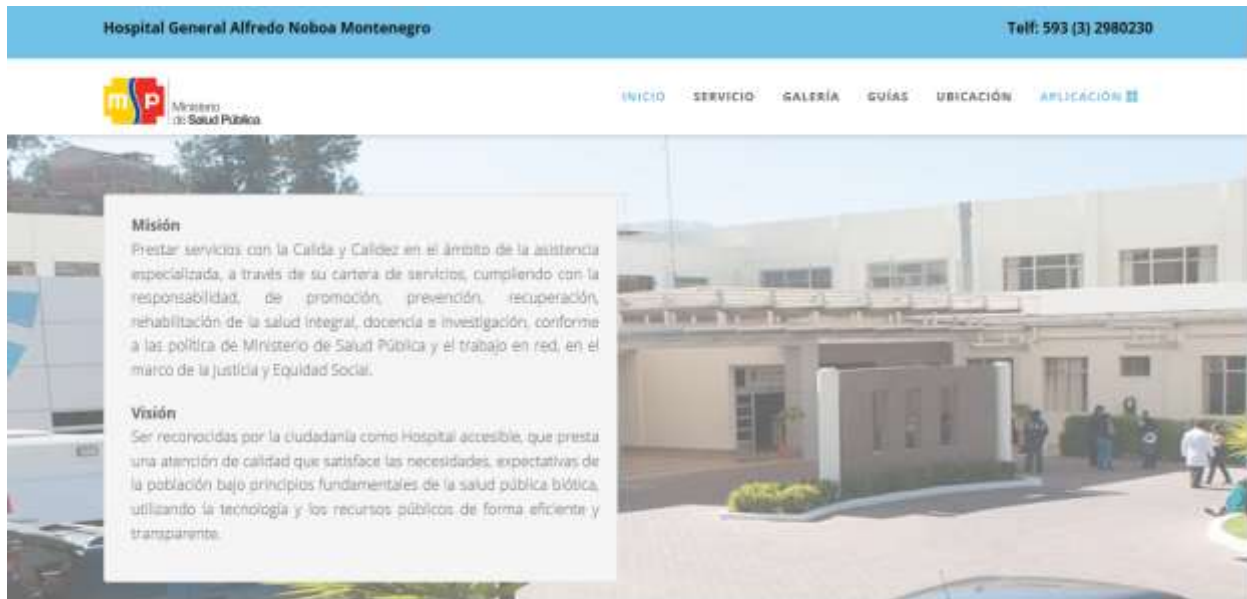 Hospital General Alfredo Noboa Montenegro
Telf: 593 (3) 2980230
msp
Ministerio
de Salud Pública
INICIO SERVICIO GALERÍA GUÍAS UBICACIÓN APLICACIÓN
Misión
Prestar servicios con la Calida y Calidez en el ámbito de la asistencia
especializada, a través de su cartera de servicios, cumpliendo con la
responsabilidad, de promoción, prevención, recuperación,
rehabilitación de la salud integral, docencia e investigación, conforme
a las política de Ministerio de Salud Pública y el trabajo en red, en el
marco de la justicia y Equidad Social.
Visión
Ser reconocidas por la ciudadanía como Hospital accesible, que presta
una atención de calidad que satisface las necesidades, expectativas de
la población bajo principios fundamentales de la salud pública biótica,
utilizando la tecnología y los recursos públicos de forma eficiente y
transparente.